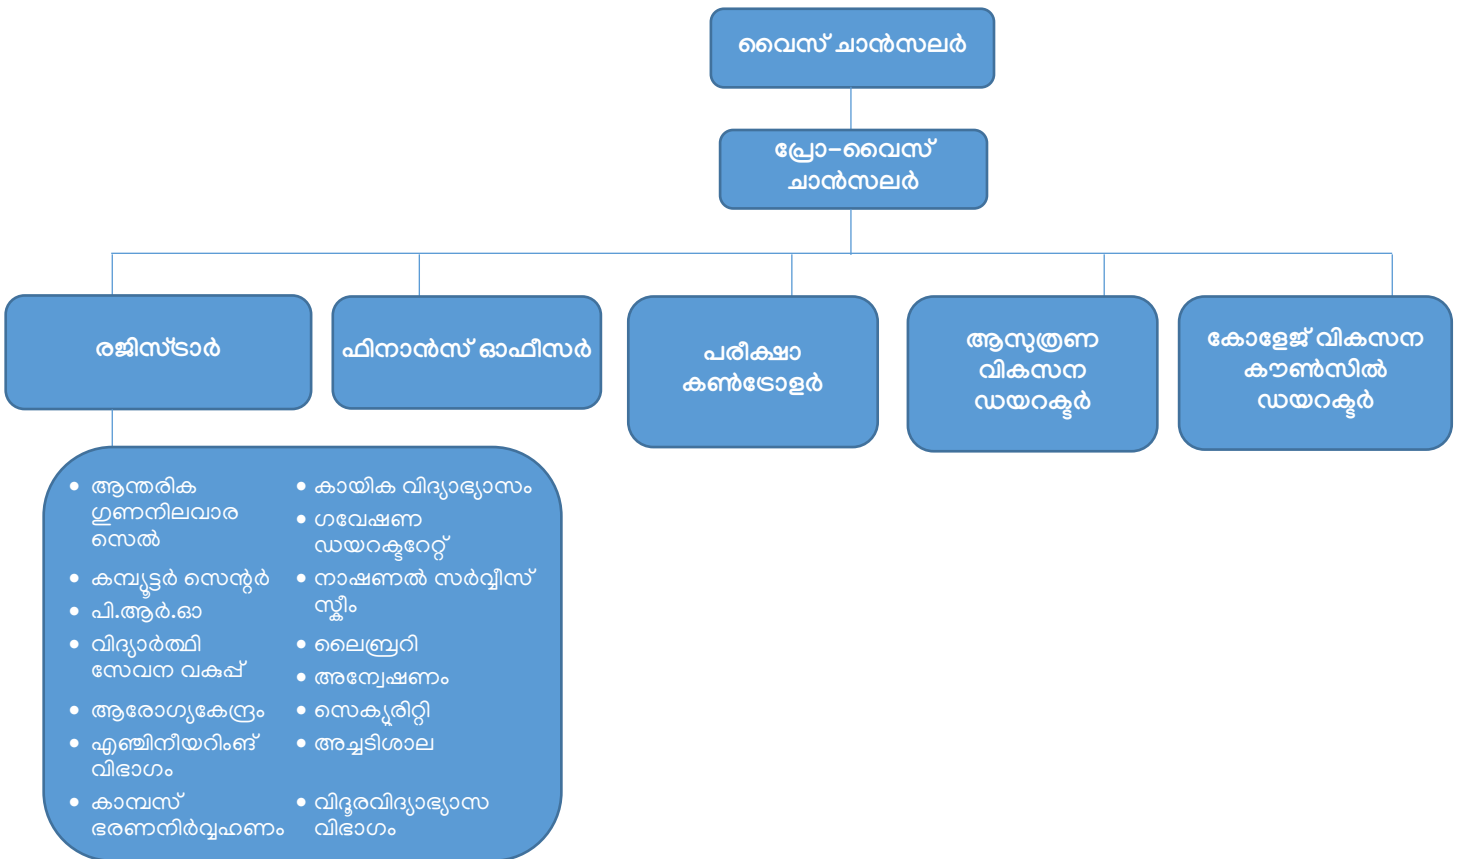 വൈസ് ചാൻസലർ
പ്രോ-വൈസ്
ചാൻസലർ
രജിസ്ട്രാർ
ഫിനാൻസ് ഓഫീസർ
പരീക്ഷാ
കൺട്രോളർ
ആസൂത്രണ
വികസന
ഡയറക്ടർ
കോളേജ് വികസന
കൗൺസിൽ
ഡയറക്ടർ
• ആന്തരിക
ഗുണനിലവാര
സെൽ
• കമ്പ്യൂട്ടർ സെന്റർ
• പി.ആർ.ഓ
• വിദ്യാർത്ഥി
സേവന വകുപ്പ്
• ആരോഗ്യകേന്ദ്രം
• എഞ്ചിനീയറിംങ്
വിഭാഗം
• കാമ്പസ്
ഭരണനിർവ്വഹണം
• കായിക വിദ്യാഭ്യാസം
• ഗവേഷണ
ഡയറക്ടറേറ്റ്
• നാഷണൽ സർവ്വീസ്
സ്കീം
• ലൈബ്രറി
• അന്വേഷണം
• സെക്യുരിറ്റി
• അച്ചടിശാല
• വിദൂരവിദ്യാഭ്യാസ
വിഭാഗം